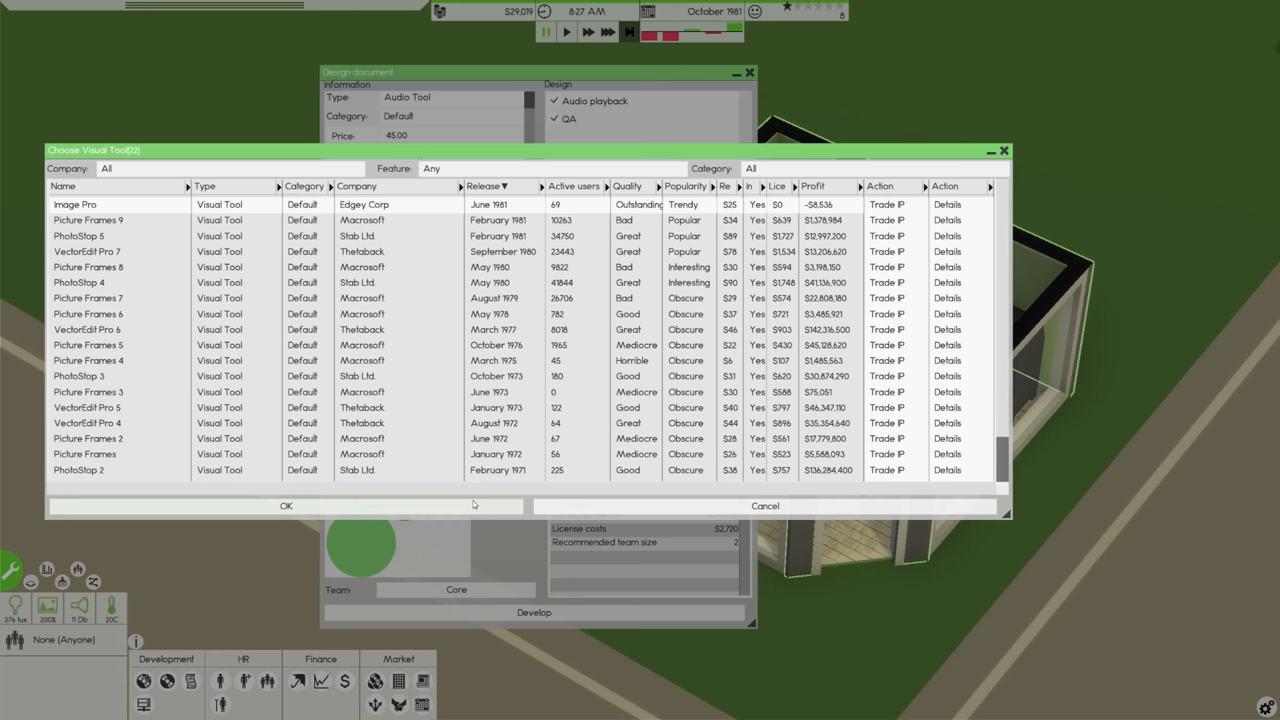 $29,019 8:27 AM October 1981 8
Design document
Information Design
Type: Audio Tool Audio playback
Category: Default QA
Price: 45.00
Choose Visual Tool(22)
Company: All Feature: Any Category: All
Name Type Category Company Release▼ Active users Quality Popularity Re In Lice Profit Action Action
Image Pro Visual Tool Default Edgey Corp June 1981 69 Outstanding Trendy $25 Yes $0 -$8,536 Trade IP Details
Picture Frames 9 Visual Tool Default Macrosoft February 1981 10263 Bad Popular $34 Yes $639 $1,378,984 Trade IP Details
PhotoStop 5 Visual Tool Default Stab Ltd. February 1981 34750 Great Popular $89 Yes $1,727 $12,997,200 Trade IP Details
VectorEdit Pro 7 Visual Tool Default Thetaback September 1980 23443 Great Popular $78 Yes $1,534 $13,206,620 Trade IP Details
Picture Frames 8 Visual Tool Default Macrosoft May 1980 9822 Bad Interesting $30 Yes $594 $3,198,150 Trade IP Details
PhotoStop 4 Visual Tool Default Stab Ltd. May 1980 41844 Great Interesting $90 Yes $1,748 $41,136,900 Trade IP Details
Picture Frames 7 Visual Tool Default Macrosoft August 1979 26706 Bad Obscure $29 Yes $574 $22,808,180 Trade IP Details
Picture Frames 6 Visual Tool Default Macrosoft May 1978 782 Good Obscure $37 Yes $721 $3,485,921 Trade IP Details
VectorEdit Pro 6 Visual Tool Default Thetaback March 1977 8018 Great Obscure $46 Yes $903 $142,316,500 Trade IP Details
Picture Frames 5 Visual Tool Default Macrosoft October 1976 1965 Mediocre Obscure $22 Yes $430 $45,128,620 Trade IP Details
Picture Frames 4 Visual Tool Default Macrosoft March 1975 45 Horrible Obscure $6 Yes $107 $1,485,563 Trade IP Details
PhotoStop 3 Visual Tool Default Stab Ltd. October 1973 180 Good Obscure $31 Yes $620 $30,874,290 Trade IP Details
Picture Frames 3 Visual Tool Default Macrosoft June 1973 0 Mediocre Obscure $30 Yes $588 $75,051 Trade IP Details
VectorEdit Pro 5 Visual Tool Default Thetaback January 1973 122 Good Obscure $40 Yes $797 $46,347,110 Trade IP Details
VectorEdit Pro 4 Visual Tool Default Thetaback August 1972 64 Great Obscure $44 Yes $896 $35,354,640 Trade IP Details
Picture Frames 2 Visual Tool Default Macrosoft June 1972 67 Mediocre Obscure $28 Yes $561 $17,779,800 Trade IP Details
Picture Frames Visual Tool Default Macrosoft January 1972 56 Mediocre Obscure $26 Yes $523 $5,588,093 Trade IP Details
PhotoStop 2 Visual Tool Default Stab Ltd. February 1971 225 Good Obscure $38 Yes $757 $136,284,400 Trade IP Details
OK Cancel
License costs $2,720
Recommended team size 2
Team: Core
Develop
376 lux 200% 11 Db 20C
None (Anyone)
Development HR Finance Market